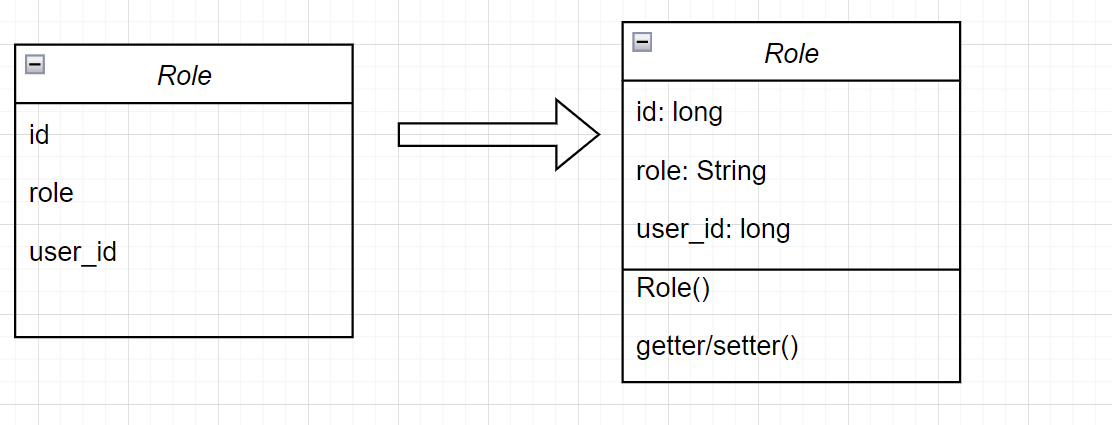 Role
id
role
user_id
Role
id: long
role: String
user_id: long
Role()
getter/setter()